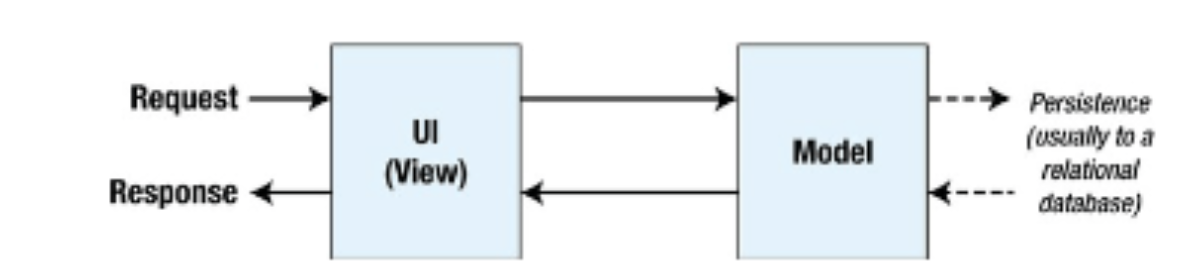 Request
Response
UI
(View)
Model
Persistence
(usually to a
relational
database)